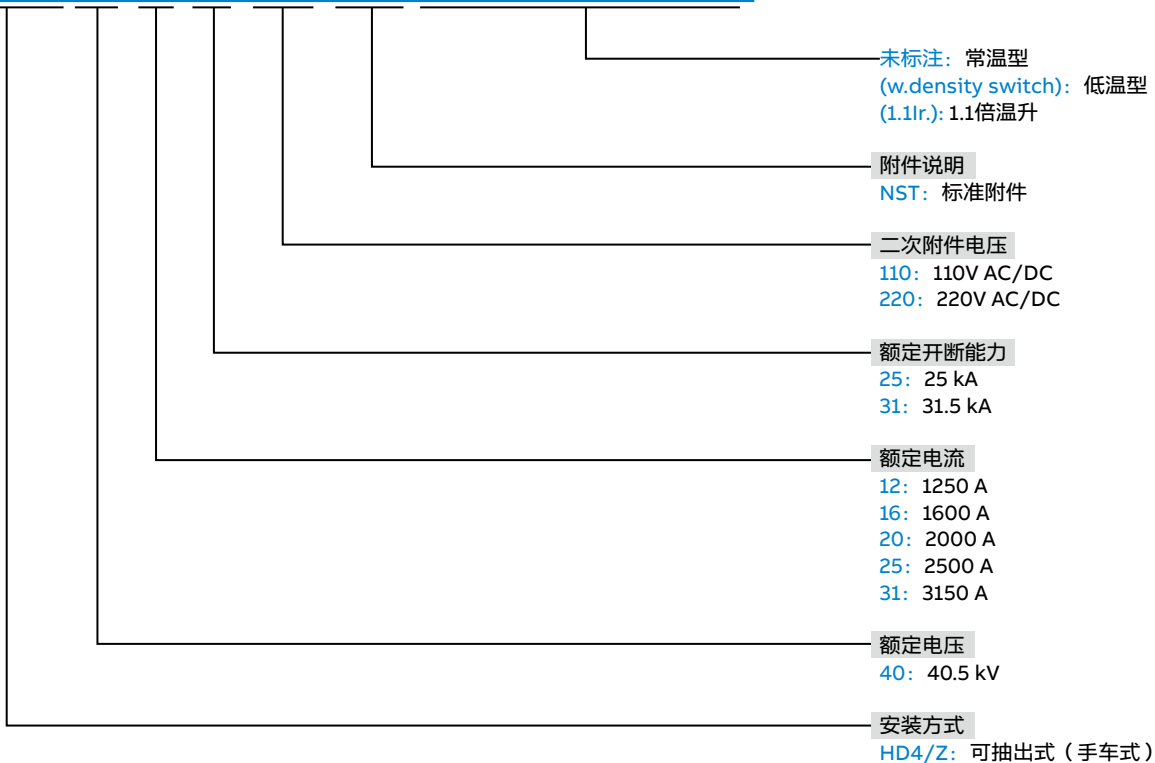 未标注：常温型
(w.density switch)：低温型
(1.1Ir.): 1.1倍温升
附件说明
NST：标准附件
二次附件电压
110：110V AC/DC
220：220V AC/DC
额定开断能力
25：25 kA
31：31.5 kA
额定电流
12：1250 A
16：1600 A
20：2000 A
25：2500 A
31：3150 A
额定电压
40：40.5 kV
安装方式
HD4/Z：可抽出式（手车式）